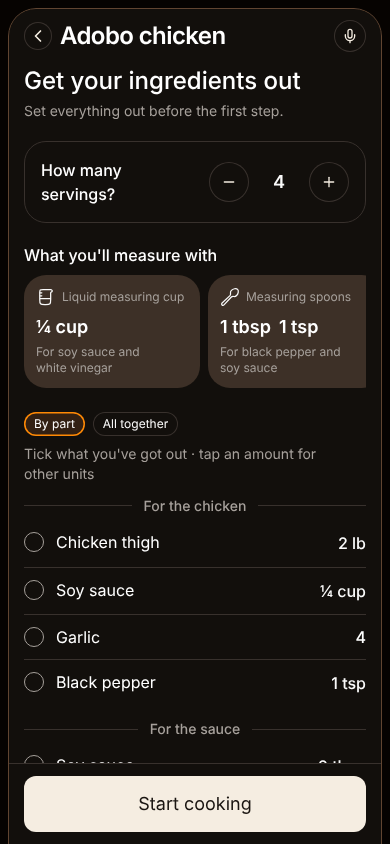 Adobo chicken
Get your ingredients out
Set everything out before the first step.
How many
servings?
4
What you'll measure with
Liquid measuring cup
¼ cup
For soy sauce and
white vinegar
Measuring spoons
1 tbsp 1 tsp
For black pepper and
soy sauce
By part
All together
Tick what you've got out · tap an amount for
other units
For the chicken
Chicken thigh
2 lb
Soy sauce
¼ cup
Garlic
4
Black pepper
1 tsp
For the sauce
Start cooking